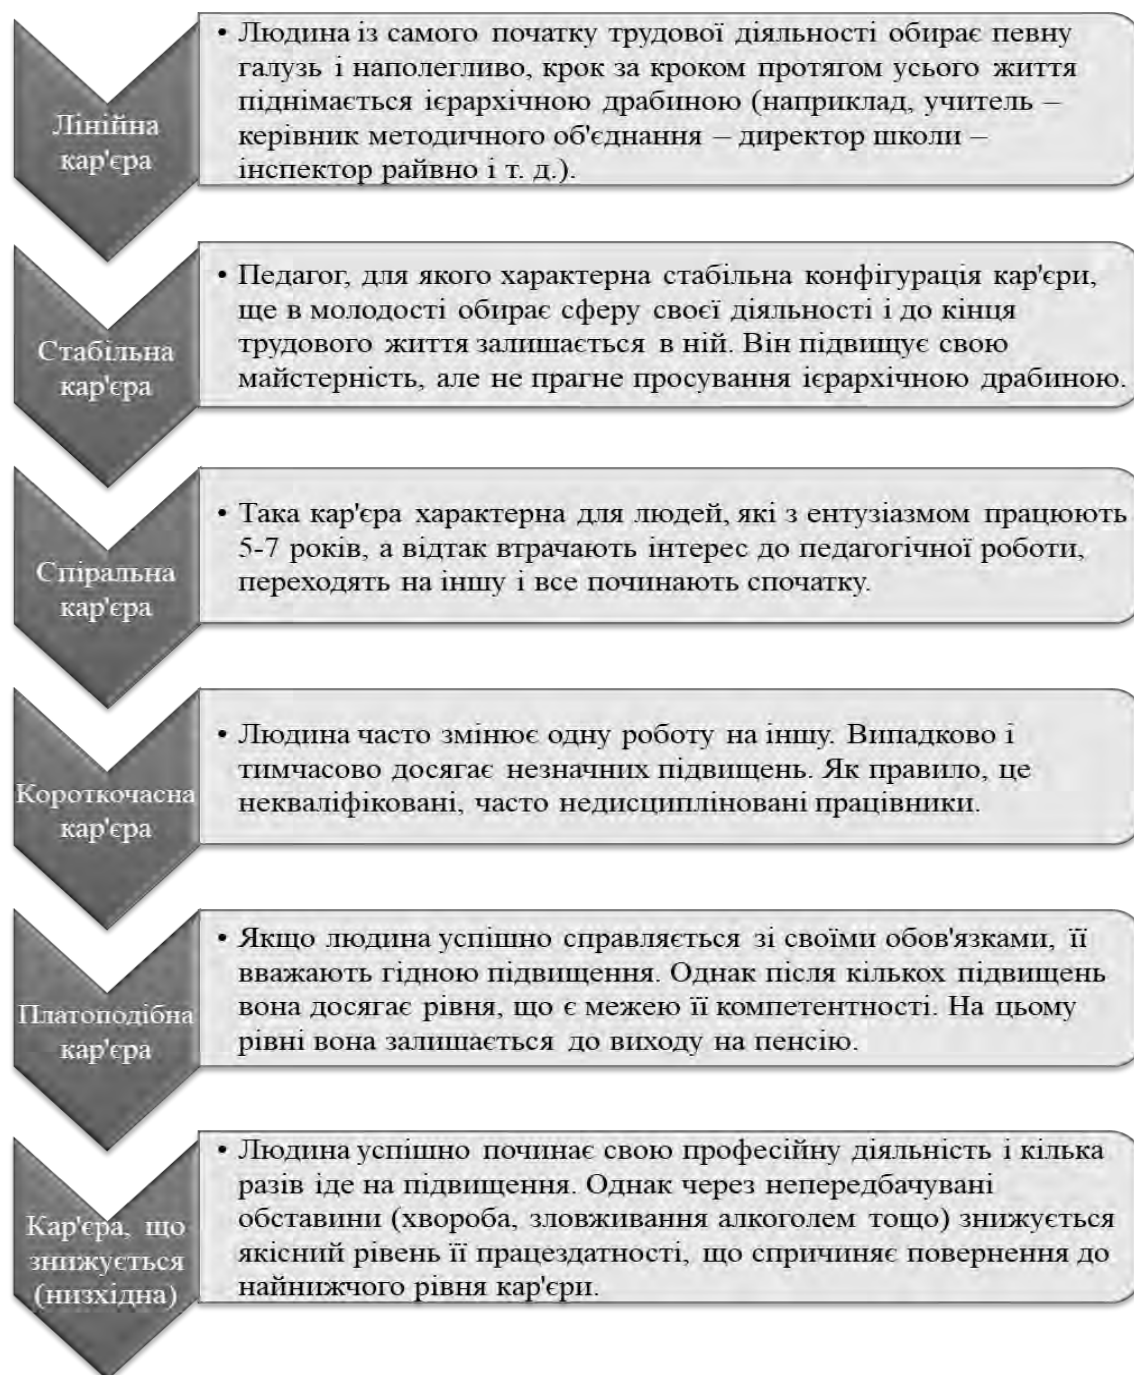 Лінійна
кар'єра
• Людина із самого початку трудової діяльності обирає певну
галузь і наполегливо, крок за кроком протягом усього життя
піднімається ієрархічною драбиною (наприклад, учитель –
керівник методичного об'єднання – директор школи –
інспектор райвно і т. д.).
Стабільна
кар'єра
• Педагог, для якого характерна стабільна конфігурація кар'єри,
ще в молодості обирає сферу своєї діяльності і до кінця
трудового життя залишається в ній. Він підвищує свою
майстерність, але не прагне просування ієрархічною драбиною.
Спіральна
кар'єра
• Така кар'єра характерна для людей, які з ентузіазмом працюють
5-7 років, а відтак втрачають інтерес до педагогічної роботи,
переходять на іншу і все починають спочатку.
Короткочасна
кар'єра
• Людина часто змінює одну роботу на іншу. Випадково і
тимчасово досягає незначних підвищень. Як правило, це
некваліфіковані, часто недисципліновані працівники.
Платоподібна
кар'єра
• Якщо людина успішно справляється зі своїми обов'язками, її
вважають гідною підвищення. Однак після кількох підвищень
вона досягає рівня, що є межею її компетентності. На цьому
рівні вона залишається до виходу на пенсію.
Кар'єра, що
знижується
(низхідна)
• Людина успішно починає свою професійну діяльність і кілька
разів іде на підвищення. Однак через непередбачувані
обставини (хвороба, зловживання алкоголем тощо) знижується
якісний рівень її працездатності, що спричиняє повернення до
найнижчого рівня кар'єри.